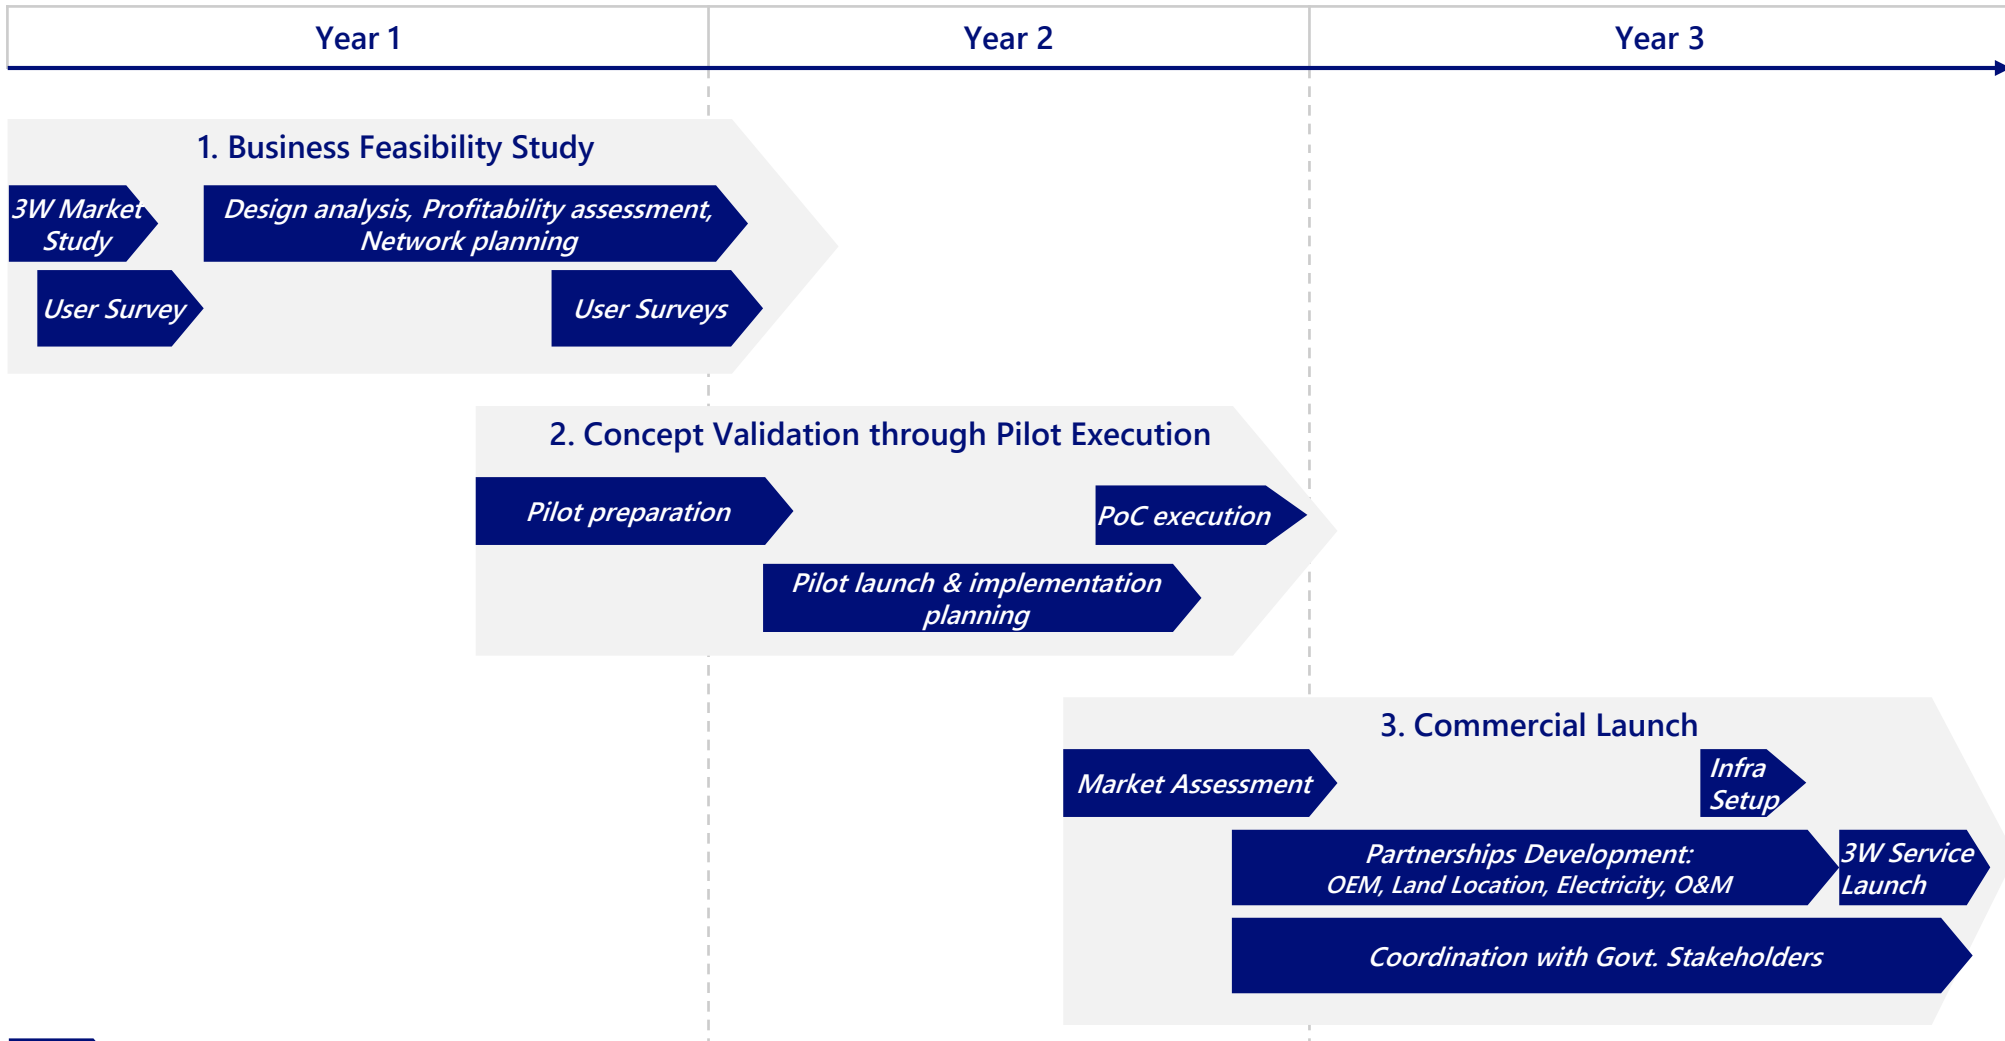 Year 1
Year 2
Year 3
1. Business Feasibility Study
3W Market
Study
Design analysis, Profitability assessment,
Network planning
User Survey
User Surveys
2. Concept Validation through Pilot Execution
Pilot preparation
PoC execution
Pilot launch & implementation
planning
3. Commercial Launch
Market Assessment
Infra
Setup
Partnerships Development:
OEM, Land Location, Electricity, O&M
3W Service
Launch
Coordination with Govt. Stakeholders